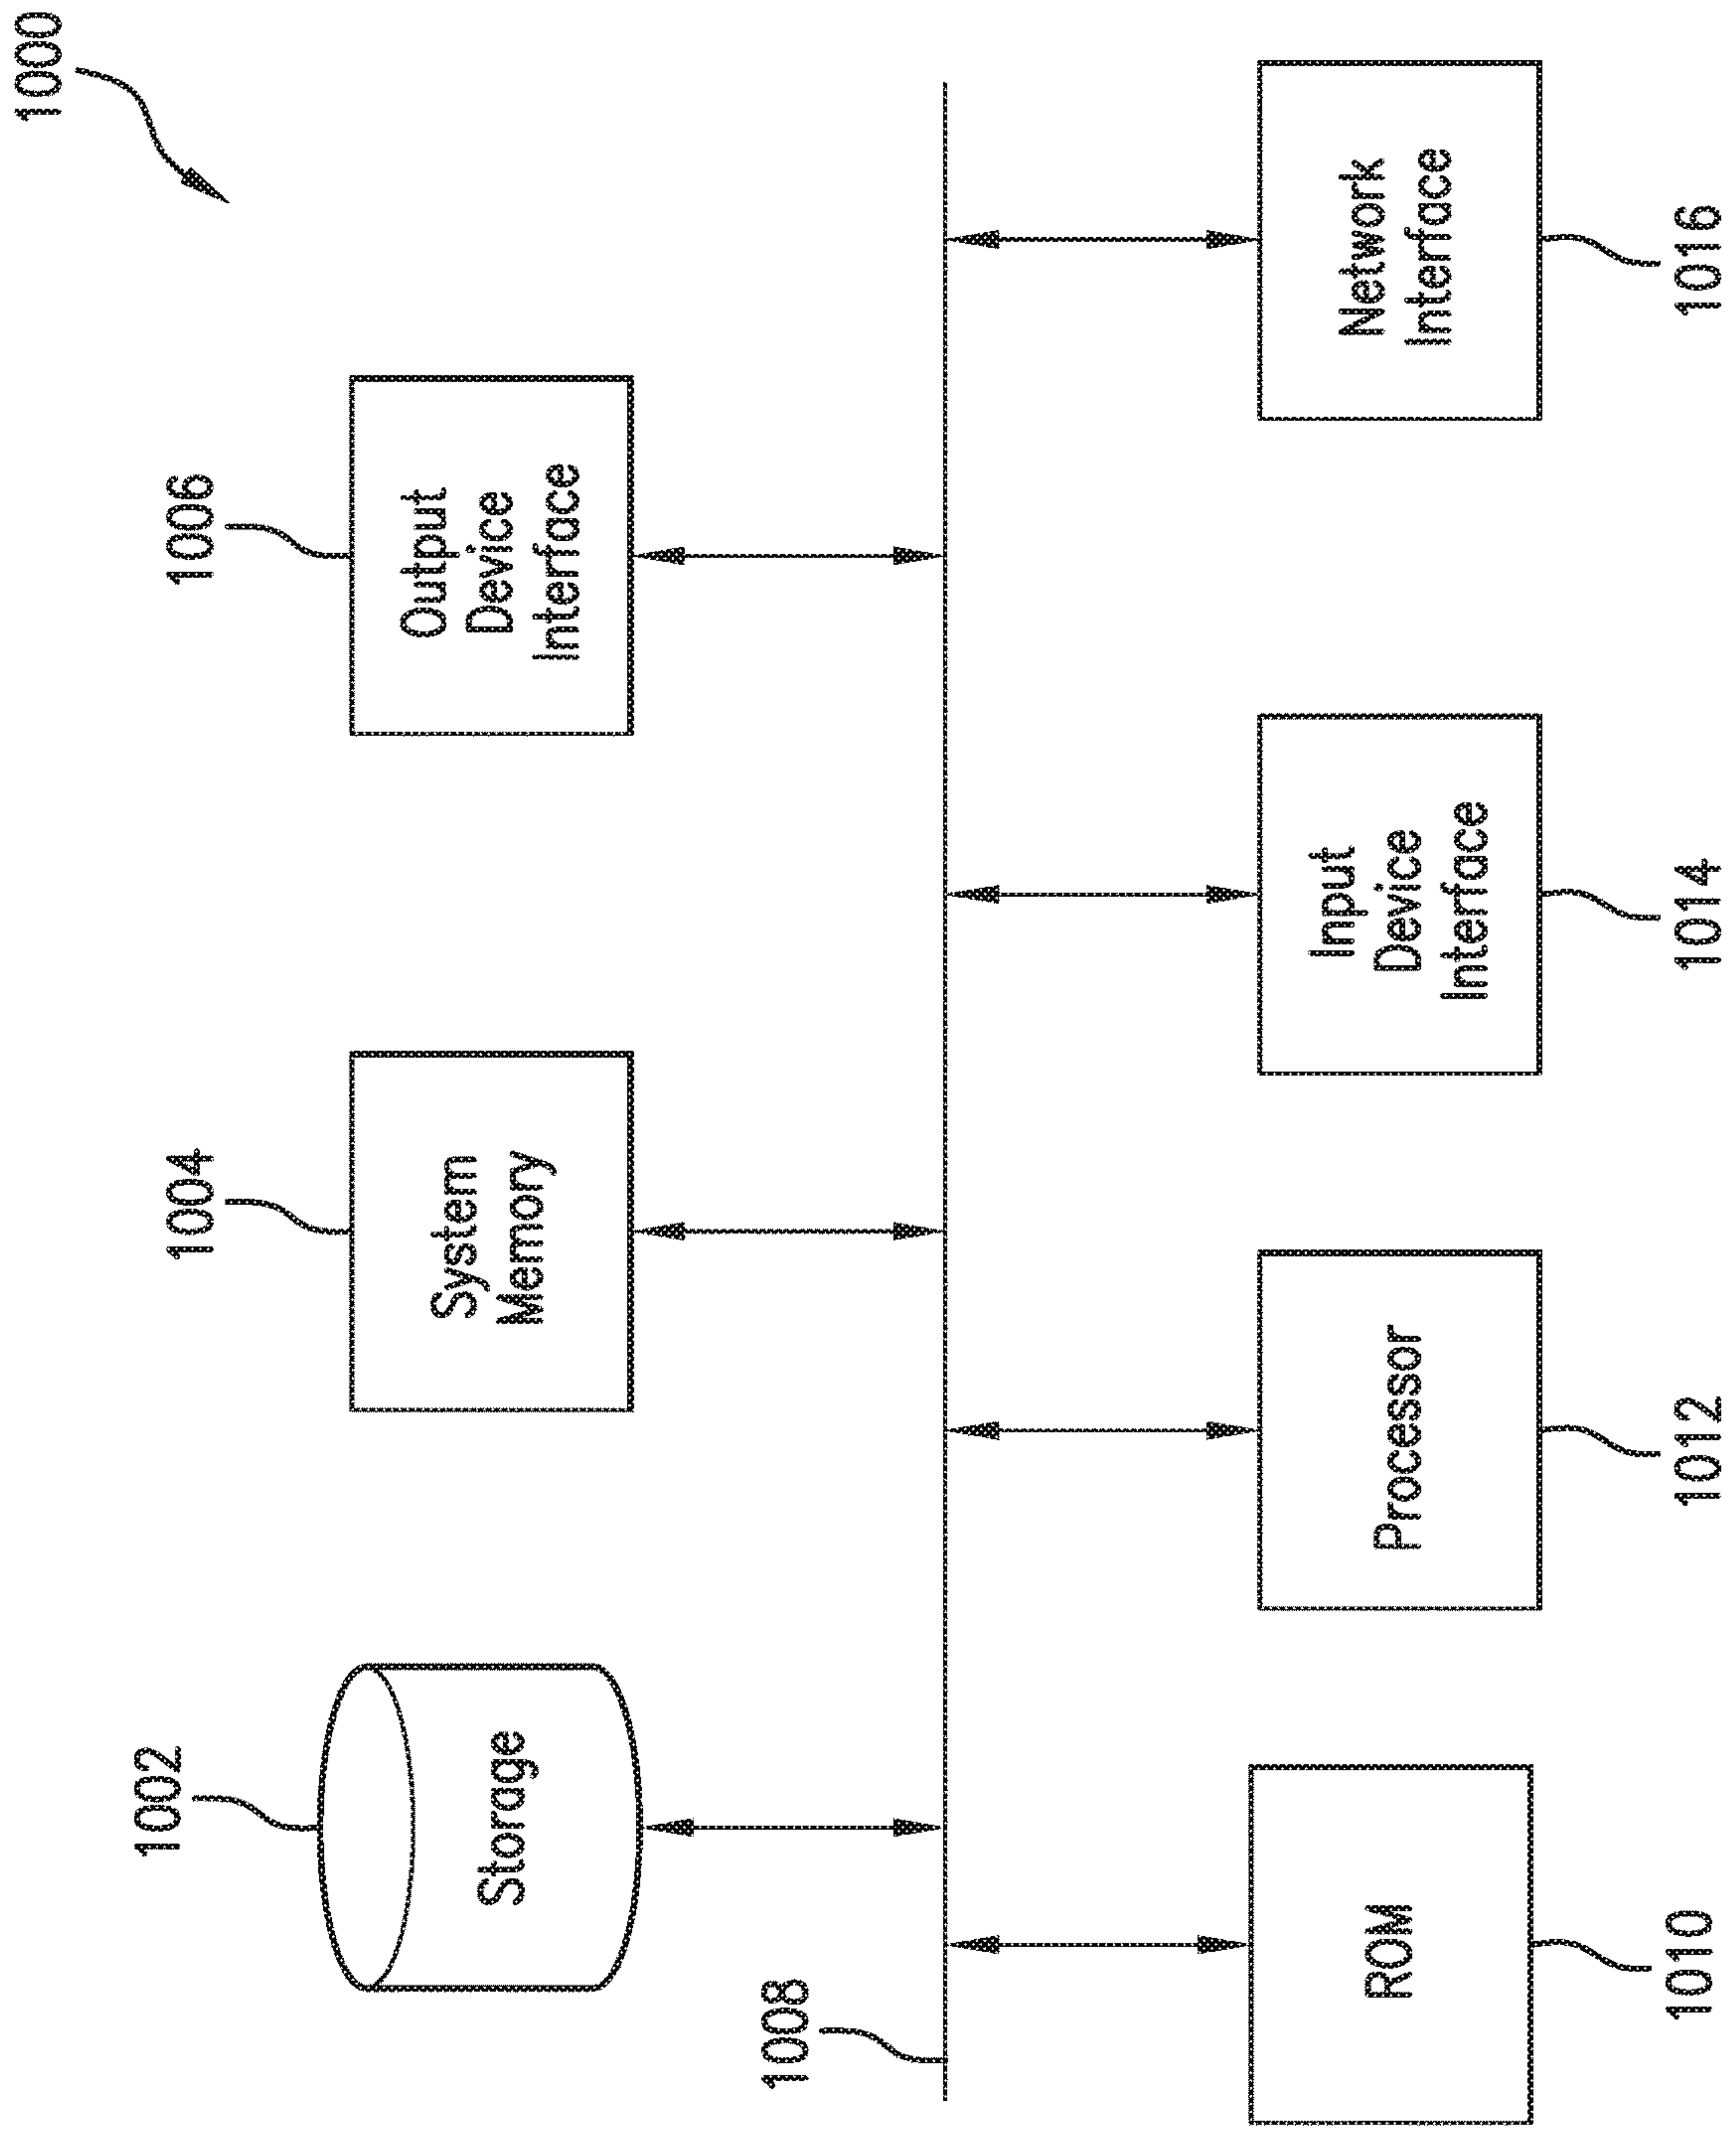 1000
1002
1004
1006
Storage
System
Memory
Output
Device
Interface
1008
ROM
Processor
Input
Device
Interface
Network
Interface
1010
1012
1014
1016